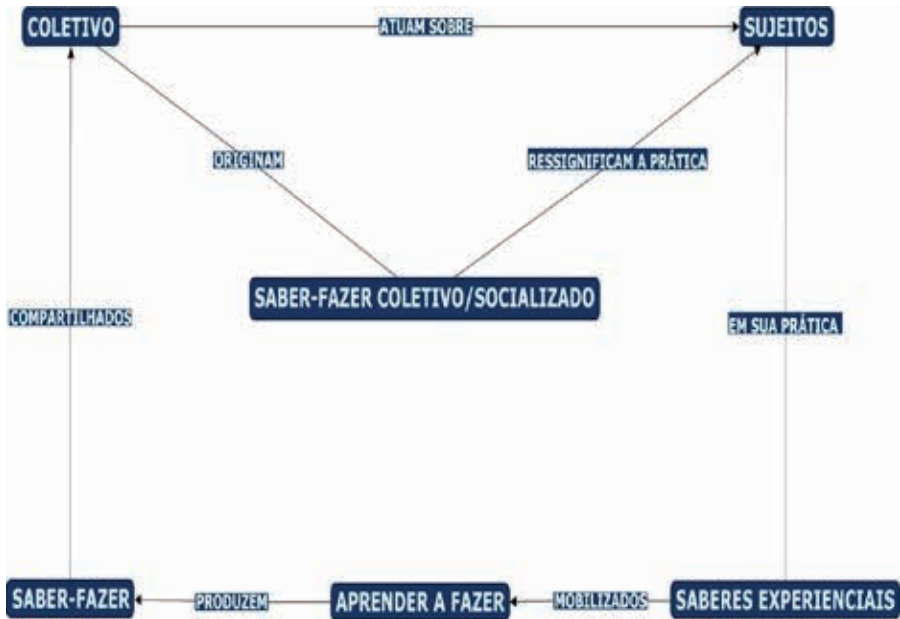 COLETIVO
ATUAM SOBRE
SUJEITOS
ORIGINAM
RESSIGNIFICAM A PRÁTICA
SABER-FAZER COLETIVO/SOCIALIZADO
COMPARTILHADOS
EM SUA PRÁTICA
SABER-FAZER
PRODUZEM
APRENDER A FAZER
MOBILIZADOS
SABERES EXPERIENCIAIS